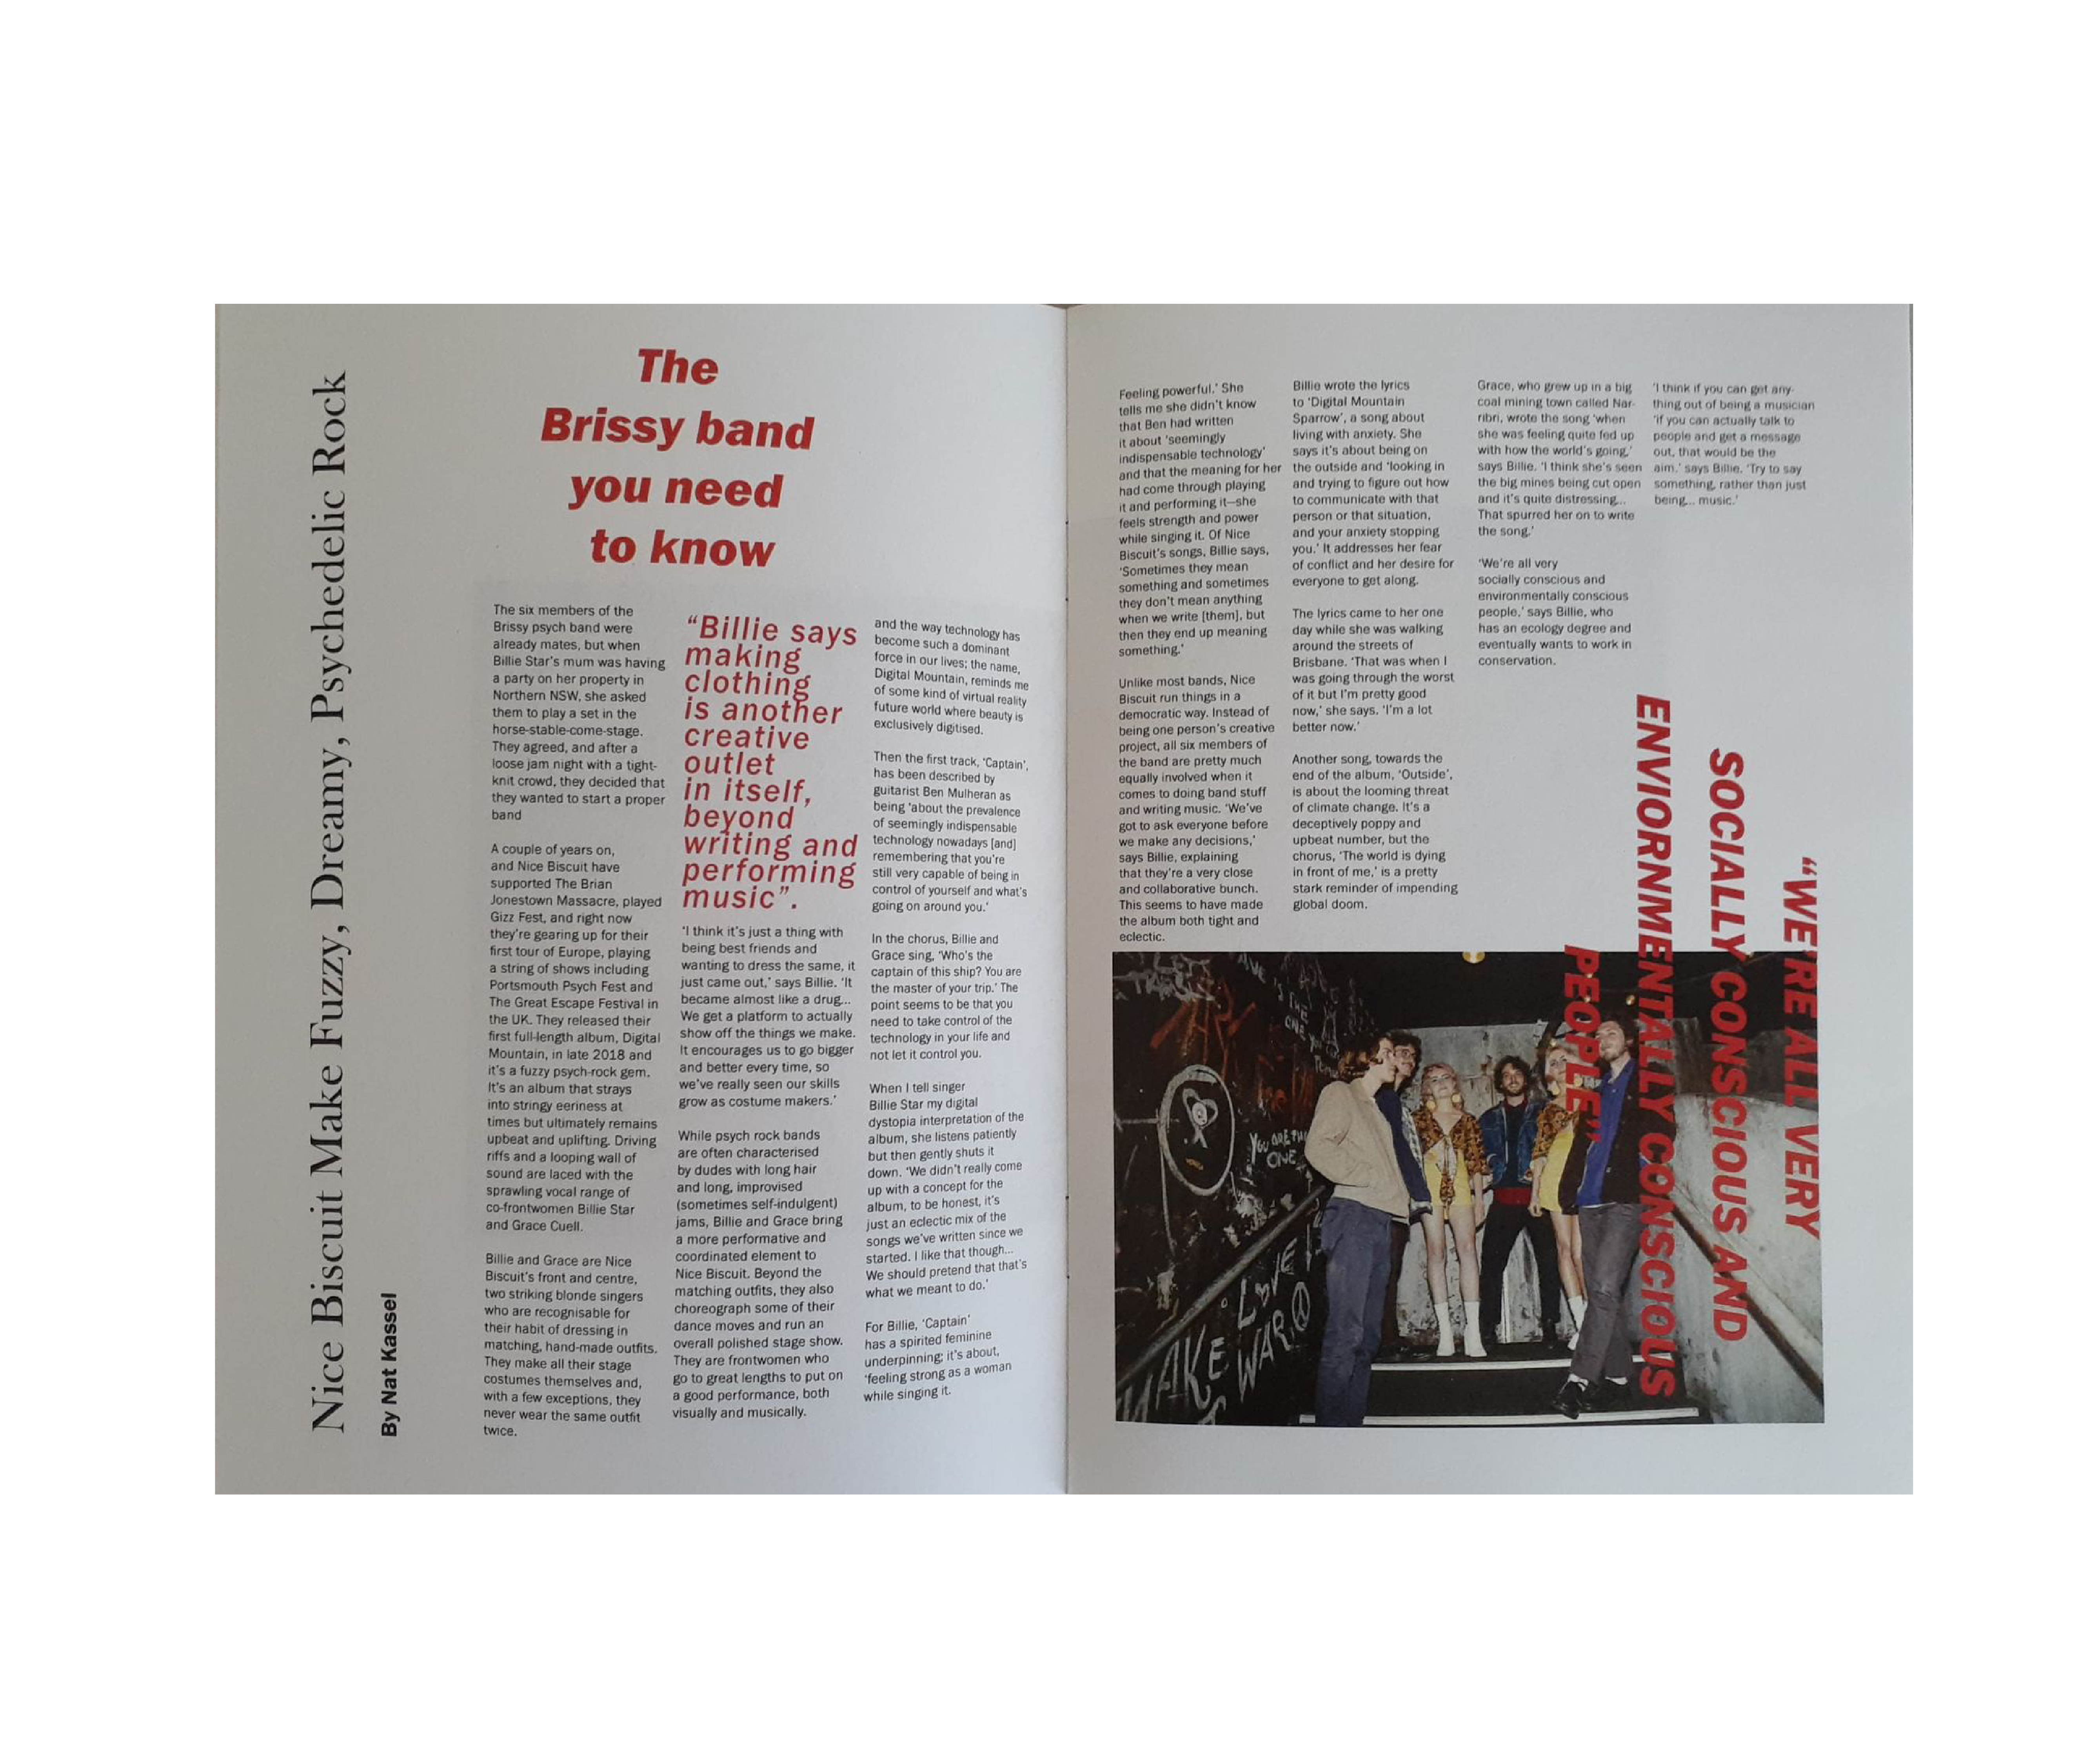 Nice Biscuit Make Fuzzy, Dreamy, Psychedelic Rock
By Nat Kassel
The
Brissy band
you need
to know
The six members of the
Brissy psych band were
already mates, but when
Billie Star's mum was having
a party on her property in
Northern NSW, she asked
them to play a set in the
horse-stable-come-stage.
They agreed, and after a
loose jam night with a tight-
knit crowd, they decided that
they wanted to start a proper
band
A couple of years on,
and Nice Biscuit have
supported The Brian
Jonestown Massacre, played
Gizz Fest, and right now
they're gearing up for their
first tour of Europe, playing
a string of shows including
Portsmouth Psych Fest and
The Great Escape Festival in
the UK. They released their
first full-length album, Digital
Mountain, in late 2018 and
it's a fuzzy psych-rock gem.
It's an album that strays
into stringy eeriness at
times but ultimately remains
upbeat and uplifting. Driving
riffs and a looping wall of
sound are laced with the
sprawling vocal range of
co-frontwomen Billie Star
and Grace Cuell.
Billie and Grace are Nice
Biscuit's front and centre,
two striking blonde singers
who are recognisable for
their habit of dressing in
matching, hand-made outfits.
They make all their stage
costumes themselves and,
with a few exceptions, they
never wear the same outfit
twice.
“Billie says
making
clothing
is another
creative
outlet
in itself,
beyond
writing and
performing
music”.
'I think it's just a thing with
being best friends and
wanting to dress the same, it
just came out,' says Billie. 'It
became almost like a drug...
We get a platform to actually
show off the things we make.
It encourages us to go bigger
and better every time, so
we've really seen our skills
grow as costume makers.'
While psych rock bands
are often characterised
by dudes with long hair
and long, improvised
(sometimes self-indulgent)
jams, Billie and Grace bring
a more performative and
coordinated element to
Nice Biscuit. Beyond the
matching outfits, they also
choreograph some of their
dance moves and run an
overall polished stage show.
They are frontwomen who
go to great lengths to put on
a good performance, both
visually and musically.
and the way technology has
become such a dominant
force in our lives; the name,
Digital Mountain, reminds me
of some kind of virtual reality
future world where beauty is
exclusively digitised.
Then the first track, 'Captain',
has been described by
guitarist Ben Mulheran as
being 'about the prevalence
of seemingly indispensable
technology nowadays [and]
remembering that you're
still very capable of being in
control of yourself and what's
going on around you.'
In the chorus, Billie and
Grace sing, 'Who's the
captain of this ship? You are
the master of your trip.' The
point seems to be that you
need to take control of the
technology in your life and
not let it control you.
When I tell singer
Billie Star my digital
dystopia interpretation of the
album, she listens patiently
but then gently shuts it
down. 'We didn't really come
up with a concept for the
album, to be honest, it's
just an eclectic mix of the
songs we've written since we
started. I like that though...
We should pretend that that's
what we meant to do.'
For Billie, 'Captain'
has a spirited feminine
underpinning; it's about,
'feeling strong as a woman
while singing it.
Feeling powerful.' She
tells me she didn't know
that Ben had written
it about 'seemingly
indispensable technology'
and that the meaning for her
had come through playing
it and performing it—she
feels strength and power
while singing it. Of Nice
Biscuit's songs, Billie says,
'Sometimes they mean
something and sometimes
they don't mean anything
when we write [them], but
then they end up meaning
something.'
Unlike most bands, Nice
Biscuit run things in a
democratic way. Instead of
being one person's creative
project, all six members of
the band are pretty much
equally involved when it
comes to doing band stuff
and writing music. 'We've
got to ask everyone before
we make any decisions,'
says Billie, explaining
that they're a very close
and collaborative bunch.
This seems to have made
the album both tight and
eclectic.
Billie wrote the lyrics
to 'Digital Mountain
Sparrow', a song about
living with anxiety. She
says it's about being on
the outside and 'looking in
and trying to figure out how
to communicate with that
person or that situation,
and your anxiety stopping
you.' It addresses her fear
of conflict and her desire for
everyone to get along.
The lyrics came to her one
day while she was walking
around the streets of
Brisbane. 'That was when I
was going through the worst
of it but I'm pretty good
now,' she says. 'I'm a lot
better now.'
Another song, towards the
end of the album, 'Outside',
is about the looming threat
of climate change. It's a
deceptively poppy and
upbeat number, but the
chorus, 'The world is dying
in front of me,' is a pretty
stark reminder of impending
global doom.
Grace, who grew up in a big
coal mining town called Nar-
ribri, wrote the song 'when
she was feeling quite fed up
with how the world's going,'
says Billie. 'I think she's seen
the big mines being cut open
and it's quite distressing...
That spurred her on to write
the song.'
'We're all very
socially conscious and
environmentally conscious
people,' says Billie, who
has an ecology degree and
eventually wants to work in
conservation.
'I think if you can get any-
thing out of being a musician
'if you can actually talk to
people and get a message
out, that would be the
aim.' says Billie. 'Try to say
something, rather than just
being... music.'
“WE'RE ALL VERY
SOCIALLY CONSCIOUS AND
ENVIORNMENTALLY CONSCIOUS
PEOPLE”
YOU ARE THE
ONE
MAKE LOVE
WAR